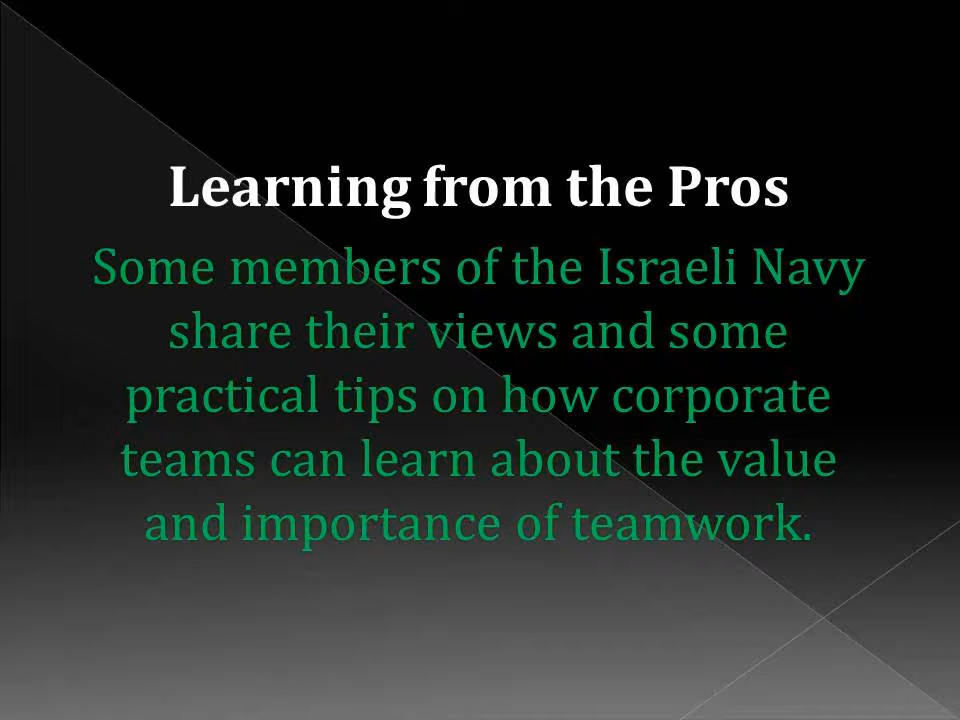 Learning from the Pros
Some members of the Israeli Navy
share their views and some
practical tips on how corporate
teams can learn about the value
and importance of teamwork.